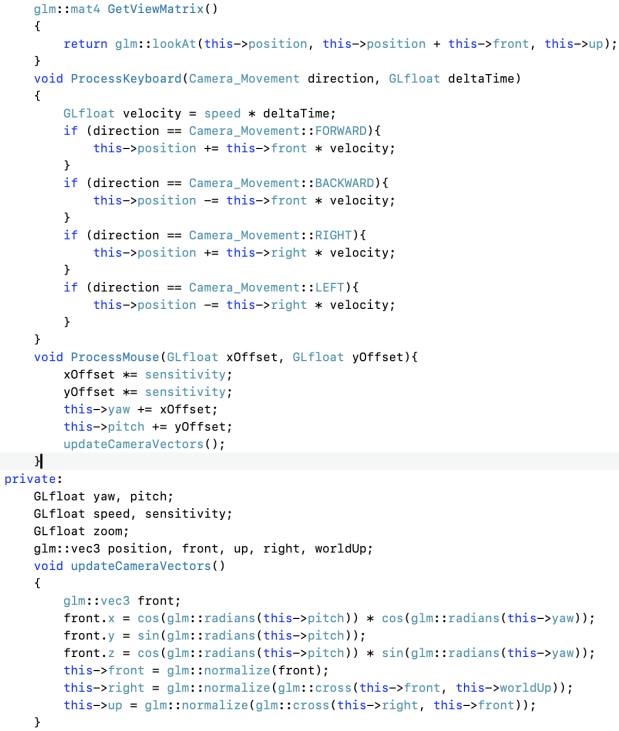 glm::mat4 GetViewMatrix()
    {
        return glm::lookAt(this->position, this->position + this->front, this->up);
    }
    void ProcessKeyboard(Camera_Movement direction, GLfloat deltaTime)
    {
        GLfloat velocity = speed * deltaTime;
        if (direction == Camera_Movement::FORWARD){
            this->position += this->front * velocity;
        }
        if (direction == Camera_Movement::BACKWARD){
            this->position -= this->front * velocity;
        }
        if (direction == Camera_Movement::RIGHT){
            this->position += this->right * velocity;
        }
        if (direction == Camera_Movement::LEFT){
            this->position -= this->right * velocity;
        }
    }
    void ProcessMouse(GLfloat xOffset, GLfloat yOffset){
        xOffset *= sensitivity;
        yOffset *= sensitivity;
        this->yaw += xOffset;
        this->pitch += yOffset;
        updateCameraVectors();
    }
private:
    GLfloat yaw, pitch;
    GLfloat speed, sensitivity;
    GLfloat zoom;
    glm::vec3 position, front, up, right, worldUp;
    void updateCameraVectors()
    {
        glm::vec3 front;
        front.x = cos(glm::radians(this->pitch)) * cos(glm::radians(this->yaw));
        front.y = sin(glm::radians(this->pitch));
        front.z = cos(glm::radians(this->pitch)) * sin(glm::radians(this->yaw));
        this->front = glm::normalize(front);
        this->right = glm::normalize(glm::cross(this->front, this->worldUp));
        this->up = glm::normalize(glm::cross(this->right, this->front));
    }